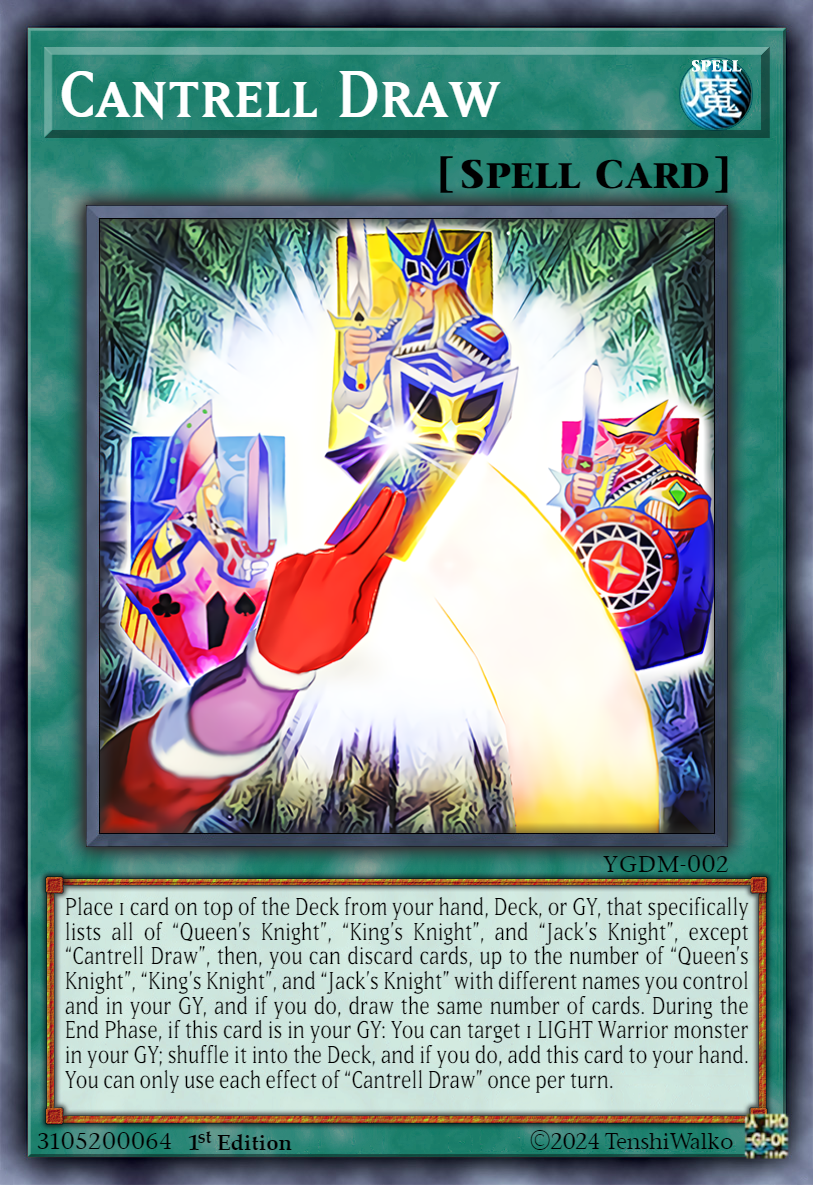 Cantrell Draw
SPELL
魔
[Spell Card]
YGDM-002
Place 1 card on top of the Deck from your hand, Deck, or GY, that specifically
lists all of “Queen’s Knight”, “King’s Knight”, and “Jack’s Knight”, except
“Cantrell Draw”, then, you can discard cards, up to the number of “Queen’s
Knight”, “King’s Knight”, and “Jack’s Knight” with different names you control
and in your GY, and if you do, draw the same number of cards. During the
End Phase, if this card is in your GY: You can target 1 LIGHT Warrior monster
in your GY; shuffle it into the Deck, and if you do, add this card to your hand.
You can only use each effect of “Cantrell Draw” once per turn.
3105200064 1st Edition ©2024 TenshiWalko